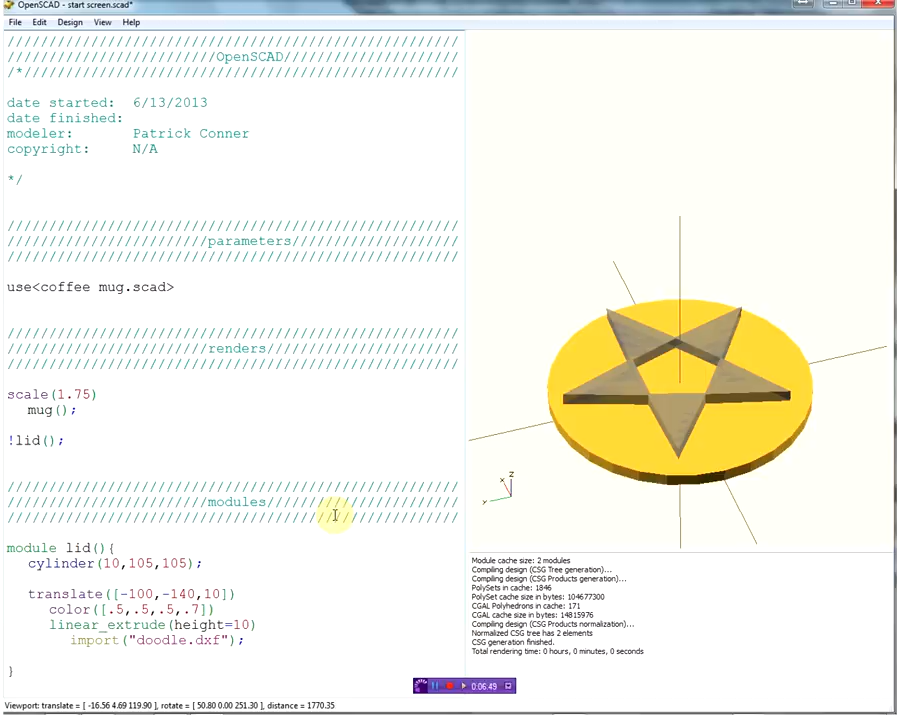 OpenSCAD - start screen.scad*
File Edit Design View Help
//////////////////////////////////////////////////////
/////////////////////////OpenSCAD/////////////////////
/*////////////////////////////////////////////////////
date started: 6/13/2013
date finished:
modeler: Patrick Conner
copyright: N/A
*/
//////////////////////////////////////////////////////
////////////////////////parameters////////////////////
//////////////////////////////////////////////////////
use<coffee mug.scad>
//////////////////////////////////////////////////////
////////////////////////renders///////////////////////
//////////////////////////////////////////////////////
scale(1.75)
mug();
!lid();
//////////////////////////////////////////////////////
////////////////////////modules///////////////////////
//////////////////////////////////////////////////////
module lid(){
cylinder(10,105,105);
translate([-100,-140,10])
color([.5,.5,.5,.7])
linear_extrude(height=10)
import("doodle.dxf");
}
z
x
y
Module cache size: 2 modules
Compiling design (CSG Tree generation)...
Compiling design (CSG Products generation)...
PolySets in cache: 1846
PolySet cache size in bytes: 104677300
CGAL Polyhedrons in cache: 171
CGAL cache size in bytes: 14815976
Compiling design (CSG Products normalization)...
Normalized CSG tree has 2 elements
CSG generation finished.
Total rendering time: 0 hours, 0 minutes, 0 seconds
0:06.49
Viewport: translate = [ -16.56 4.69 119.90 ], rotate = [ 50.80 0.00 251.30 ], distance = 1770.35